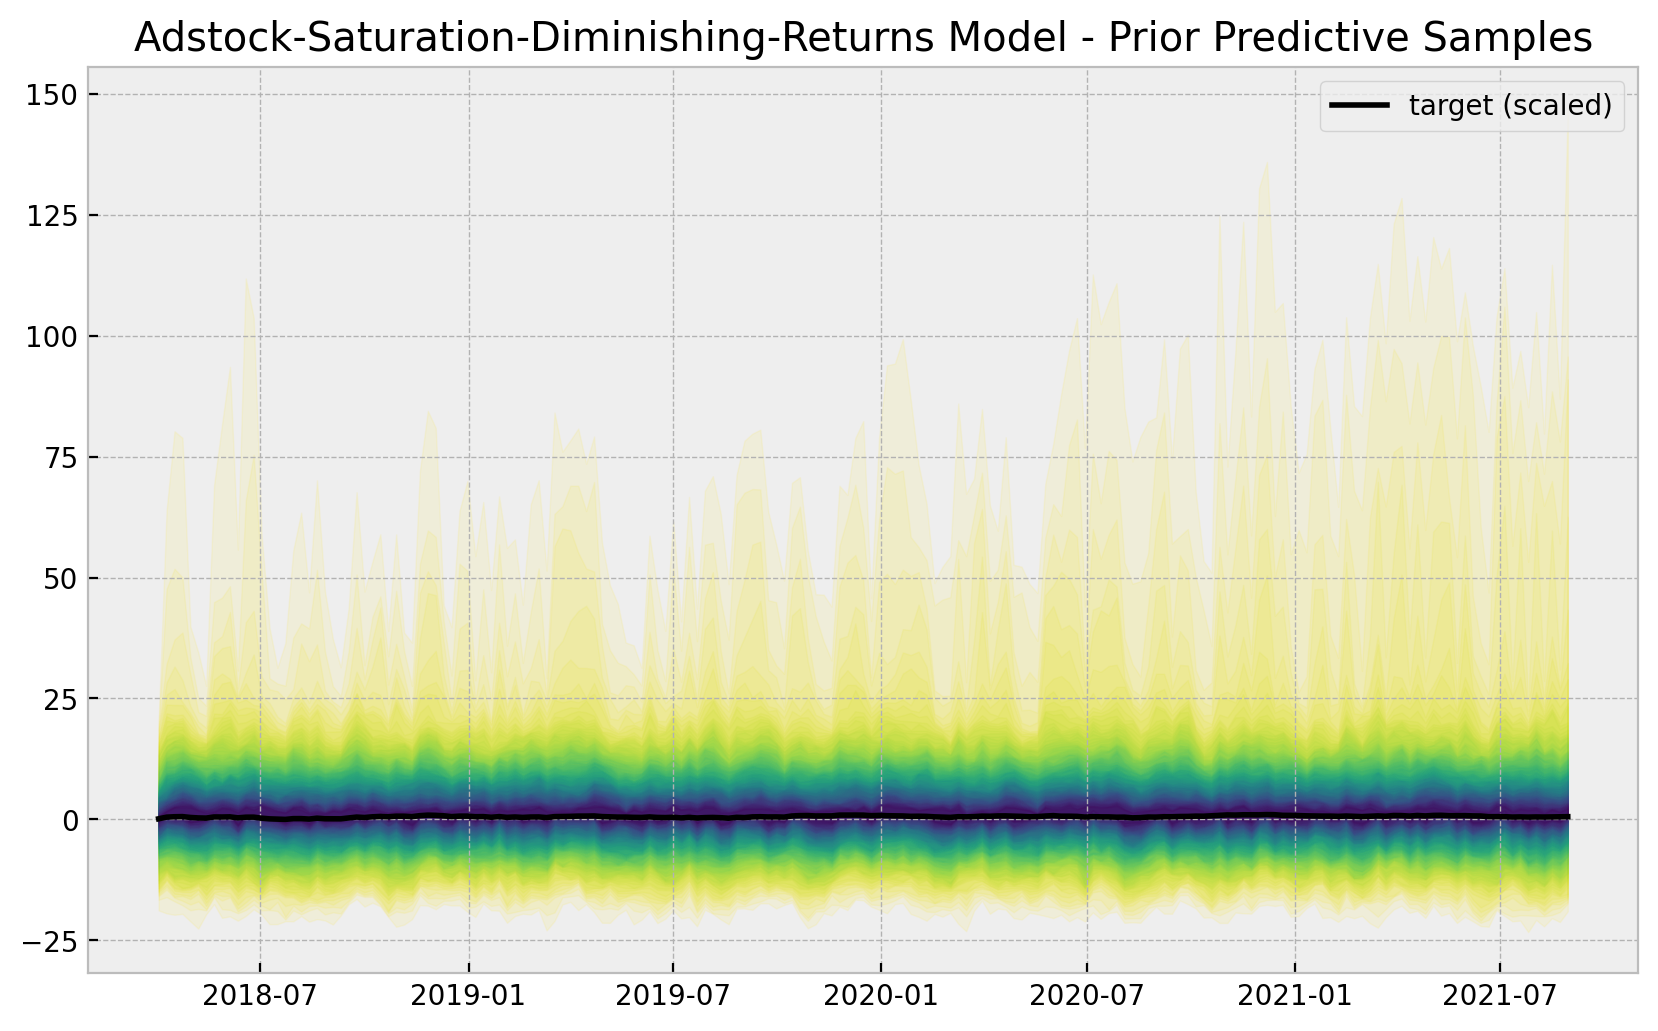 Adstock-Saturation-Diminishing-Returns Model - Prior Predictive Samples
target (scaled)
150
125
100
75
50
25
0
−25
2018-07 2019-01 2019-07 2020-01 2020-07 2021-01 2021-07